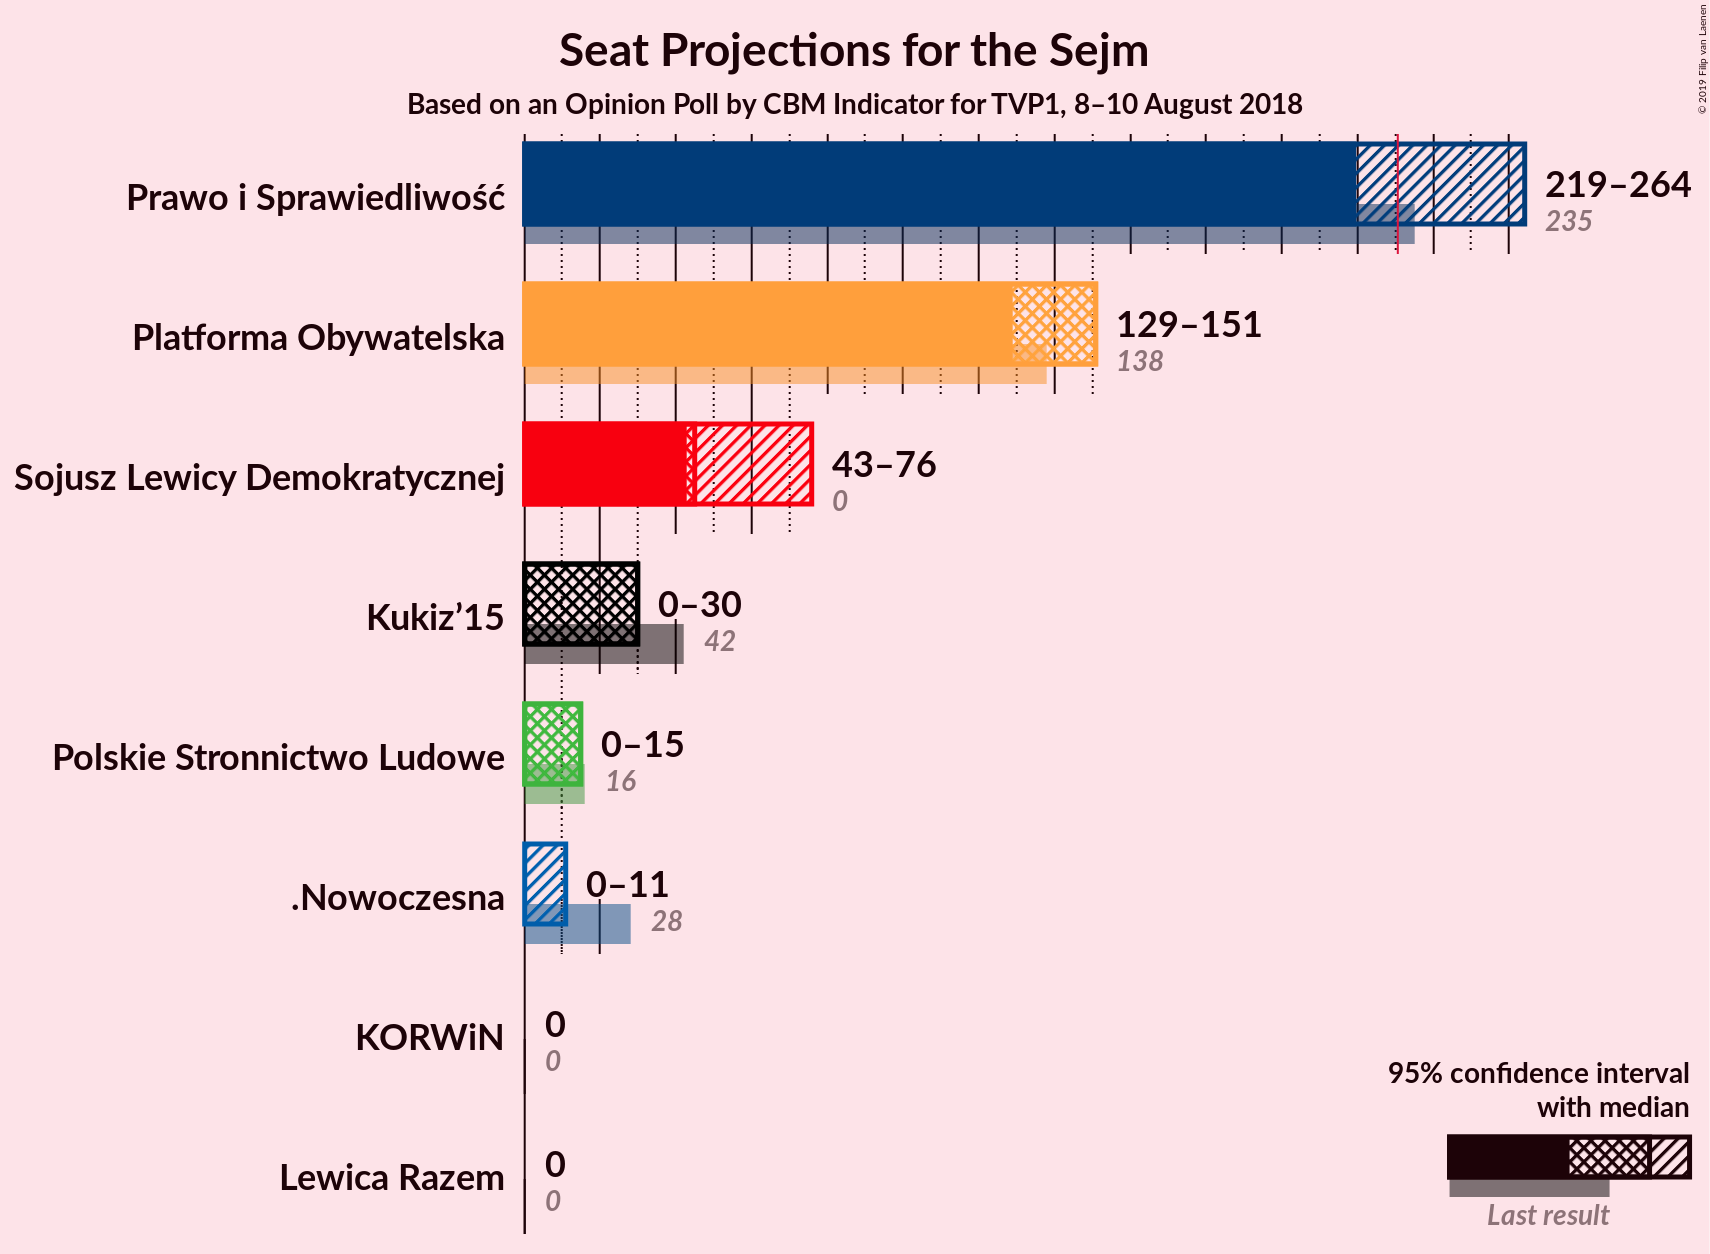 Seat Projections for the Sejm
Based on an Opinion Poll by CBM Indicator for TVP1, 8–10 August 2018
© 2019 Filip van Laenen
Prawo i Sprawiedliwość
219–264
235
Platforma Obywatelska
129–151
138
Sojusz Lewicy Demokratycznej
43–76
0
Kukiz’15
0–30
42
Polskie Stronnictwo Ludowe
0–15
16
.Nowoczesna
0–11
28
KORWiN
0
0
Lewica Razem
0
0
95% confidence interval
with median
Last result